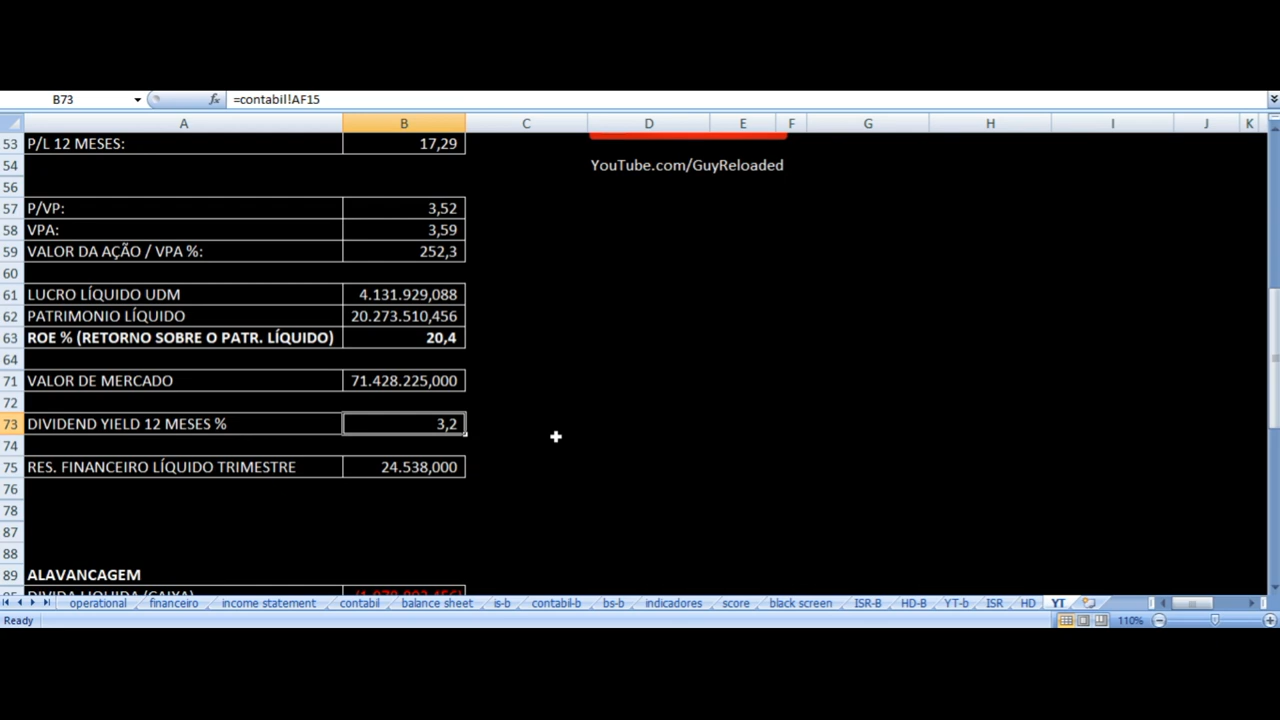 B73 fx =contabil!AF15
A B C D E F G H I J K
53 P/L 12 MESES: 17,29
54 YouTube.com/GuyReloaded
56
57 P/VP: 3,52
58 VPA: 3,59
59 VALOR DA AÇÃO / VPA %: 252,3
60
61 LUCRO LÍQUIDO UDM 4.131.929,088
62 PATRIMONIO LÍQUIDO 20.273.510,456
63 ROE % (RETORNO SOBRE O PATR. LÍQUIDO) 20,4
64
71 VALOR DE MERCADO 71.428.225,000
72
73 DIVIDEND YIELD 12 MESES % 3,2
74
75 RES. FINANCEIRO LÍQUIDO TRIMESTRE 24.538,000
76
78
87
88
89 ALAVANCAGEM
operational financeiro income statement contabil balance sheet is-b contabil-b bs-b indicadores score black screen ISR-B HD-B YT-b ISR HD YT
Ready 110%